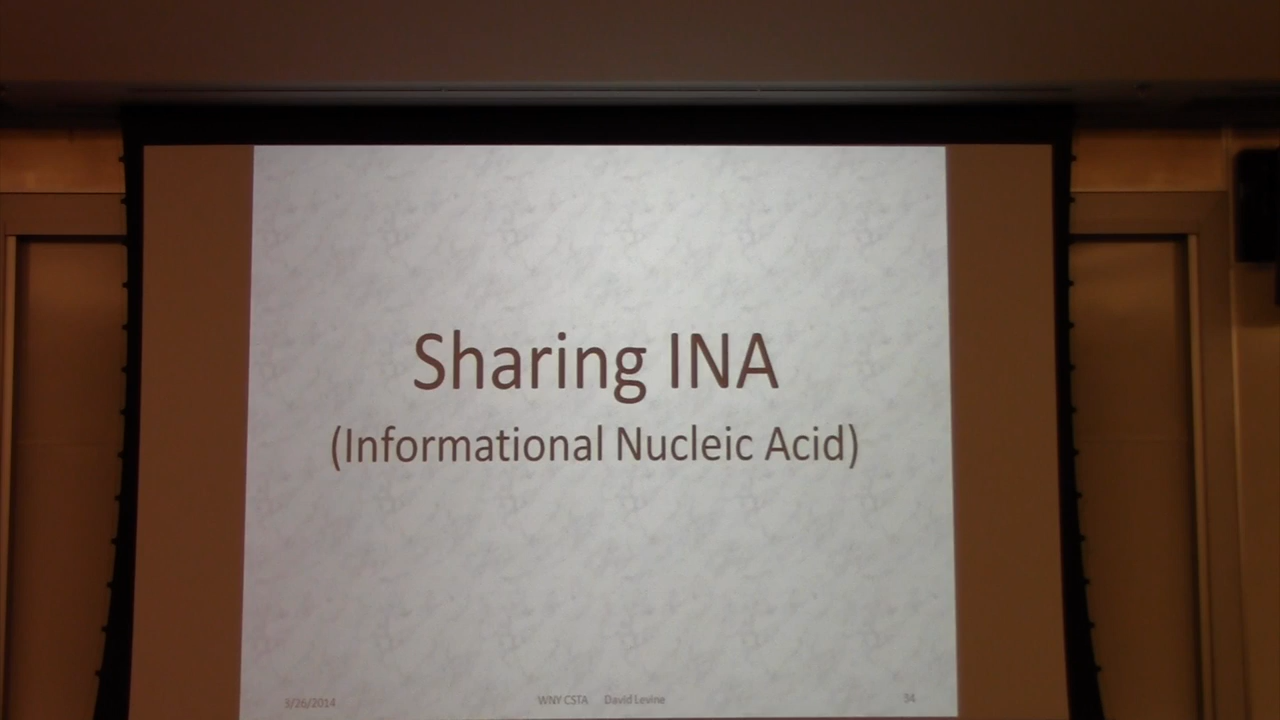 Sharing INA
(Informational Nucleic Acid)
3/26/2014 WNY CSTA David Levine 34